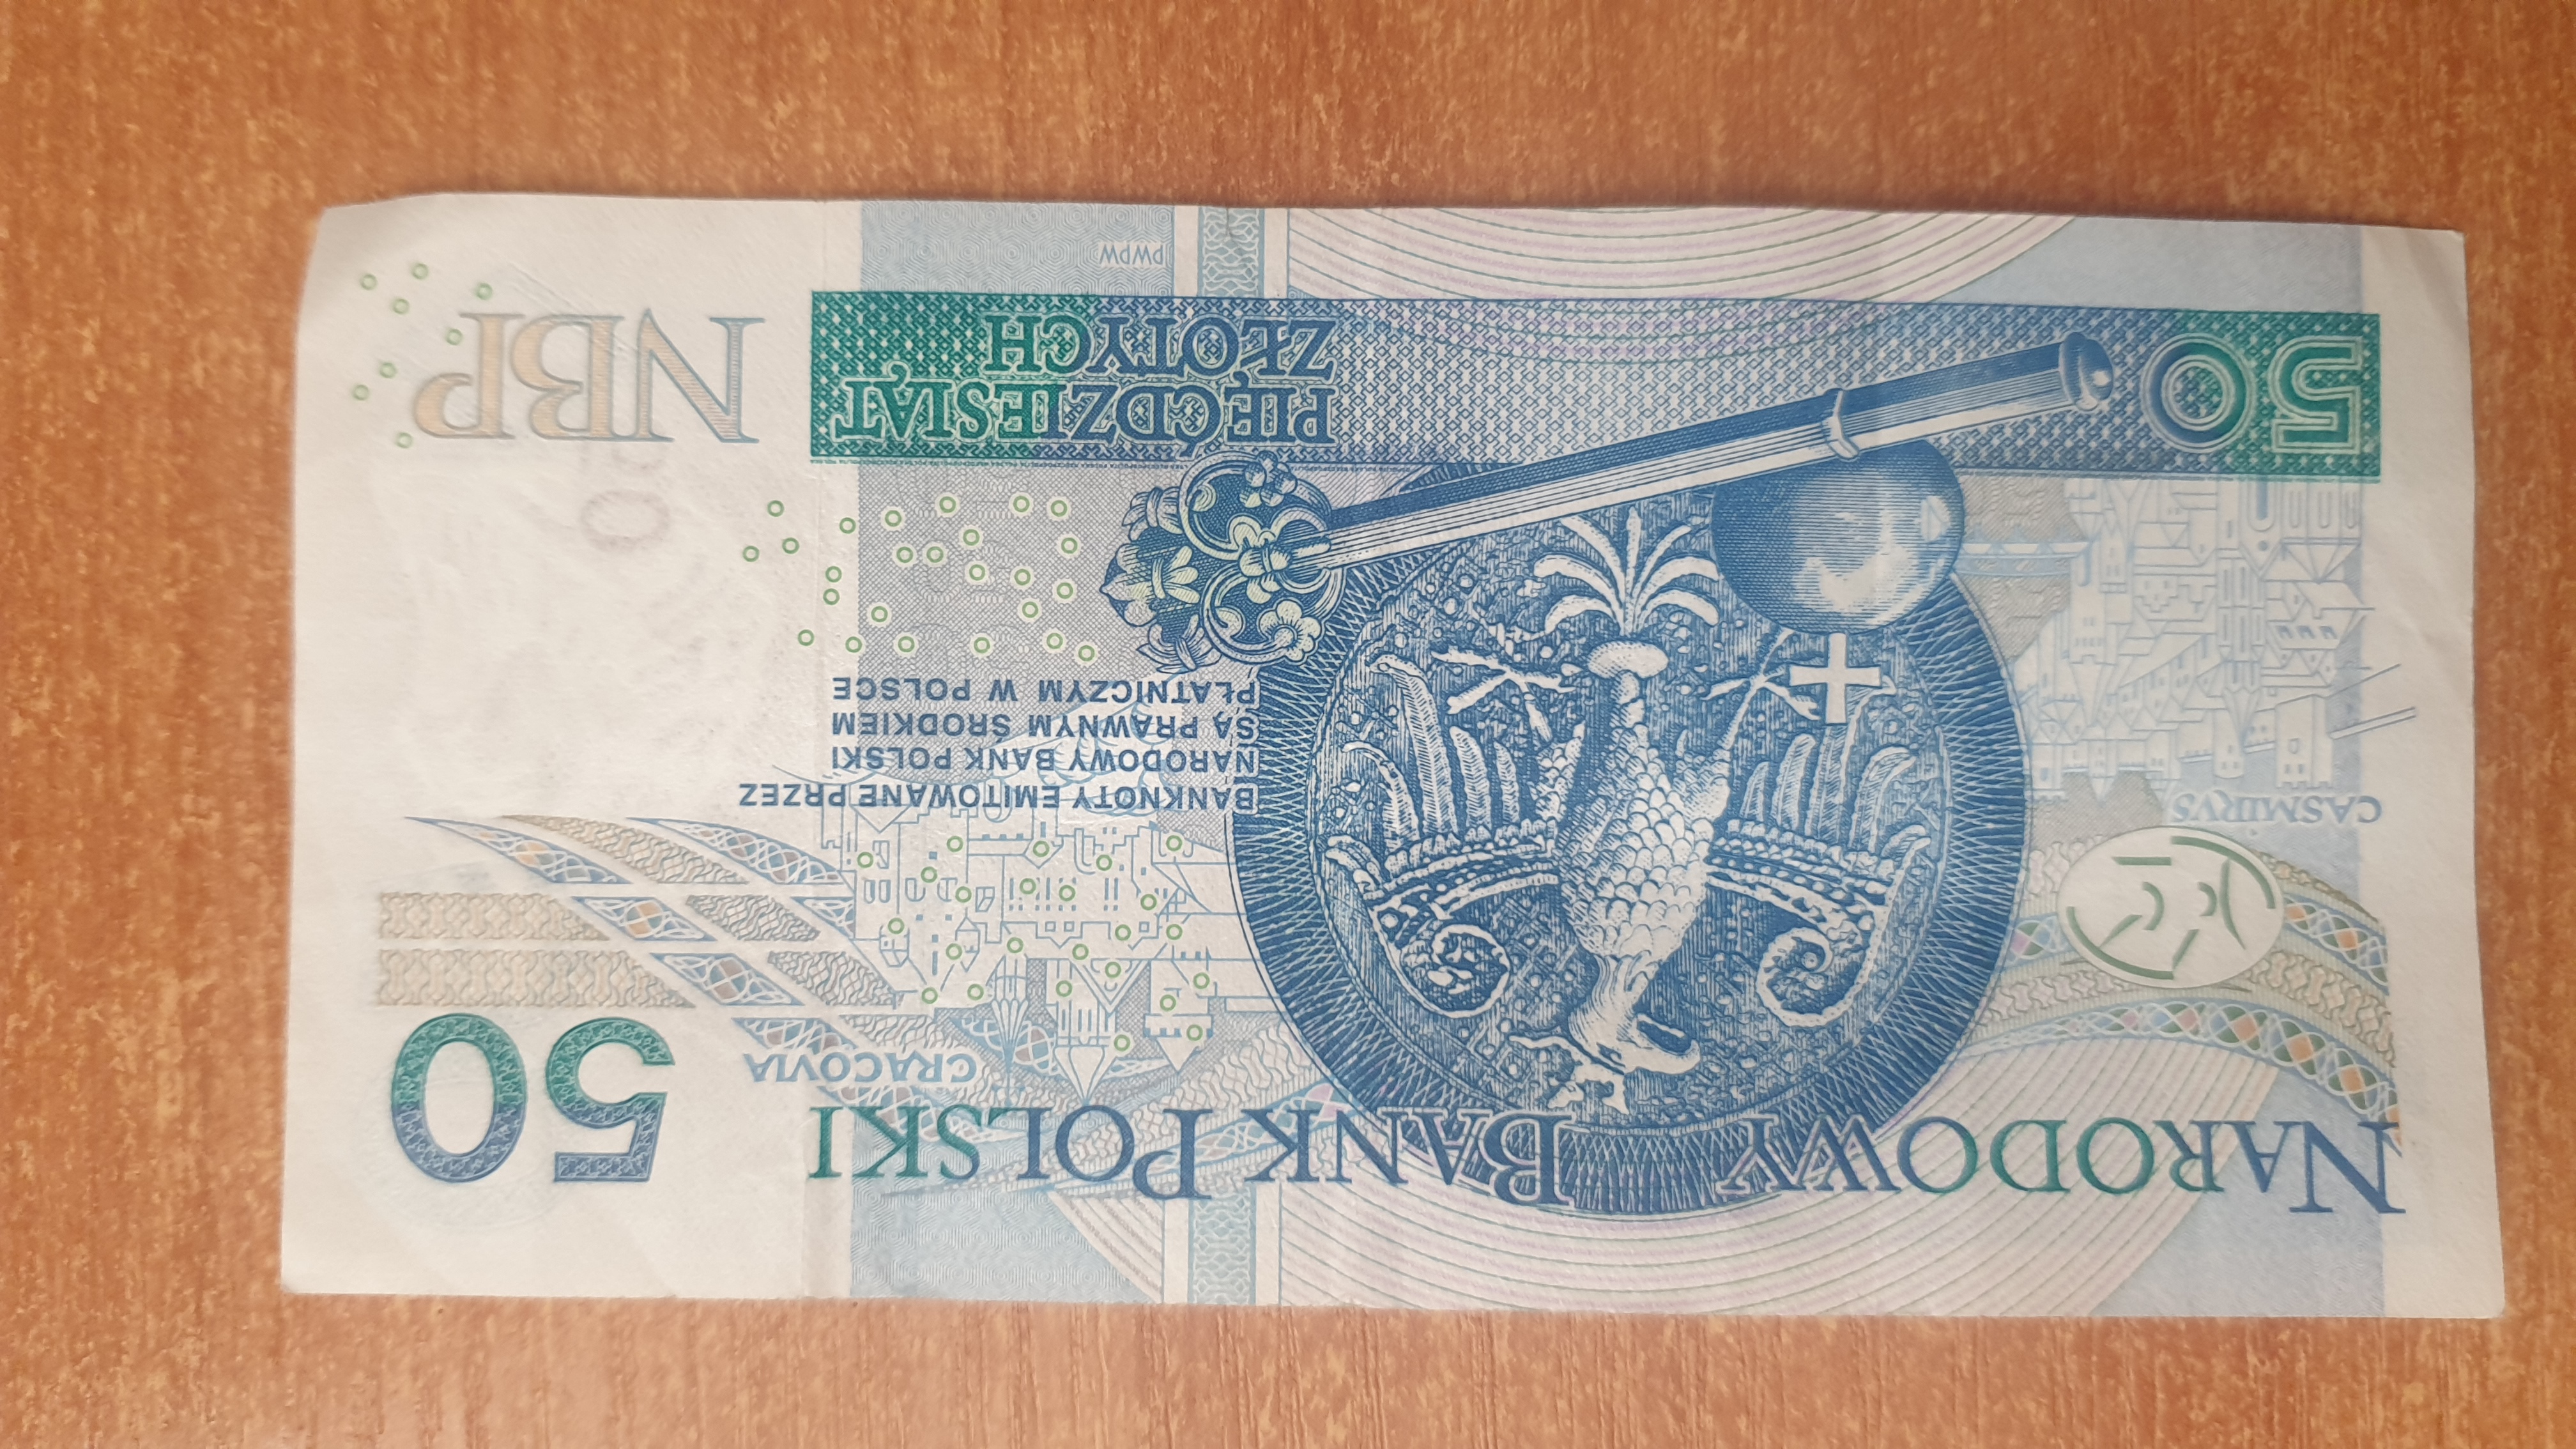 NARODOWY BANK POLSKI 50
CRACOVIA
BANKNOTY EMITOWANE PRZEZ
NARODOWY BANK POLSKI
SĄ PRAWNYM ŚRODKIEM
PŁATNICZYM W POLSCE
CASMIRVS
50
PIĘĆDZIESIĄT
ZŁOTYCH
NBP
PWPW